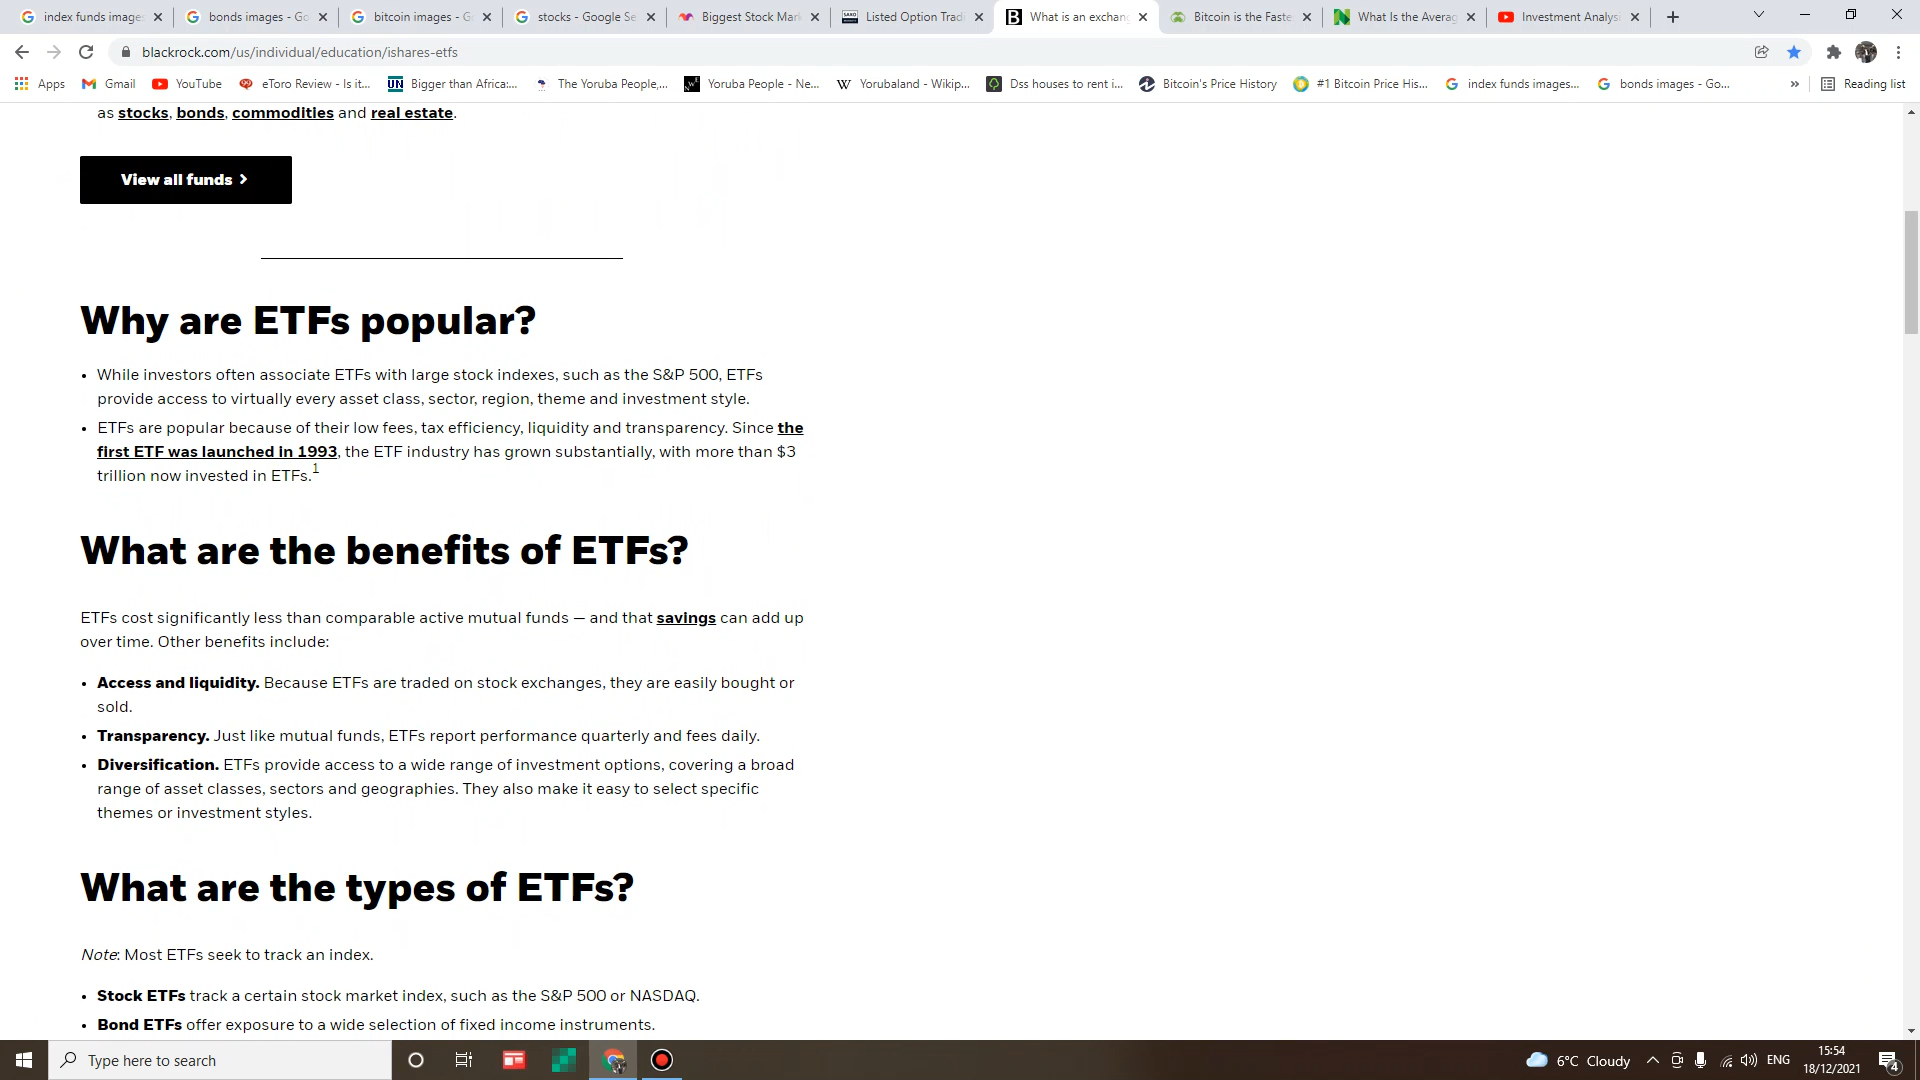 index funds images
bonds images - Go
bitcoin images - G
stocks - Google Se
Biggest Stock Mar
Listed Option Tradi
What is an exchan
Bitcoin is the Faste
What Is the Averag
Investment Analys
blackrock.com/us/individual/education/ishares-etfs
Apps
Gmail
YouTube
eToro Review - Is it...
UN
Bigger than Africa:...
The Yoruba People,...
Yoruba People - Ne...
W
Yorubaland - Wikip...
Dss houses to rent i...
Bitcoin's Price History
#1 Bitcoin Price His...
index funds images...
bonds images - Go...
»
Reading list
as stocks, bonds, commodities and real estate.
View all funds
Why are ETFs popular?
• While investors often associate ETFs with large stock indexes, such as the S&P 500, ETFs
provide access to virtually every asset class, sector, region, theme and investment style.
• ETFs are popular because of their low fees, tax efficiency, liquidity and transparency. Since the
first ETF was launched in 1993, the ETF industry has grown substantially, with more than $3
trillion now invested in ETFs.1
What are the benefits of ETFs?
ETFs cost significantly less than comparable active mutual funds — and that savings can add up
over time. Other benefits include:
• Access and liquidity. Because ETFs are traded on stock exchanges, they are easily bought or
sold.
• Transparency. Just like mutual funds, ETFs report performance quarterly and fees daily.
• Diversification. ETFs provide access to a wide range of investment options, covering a broad
range of asset classes, sectors and geographies. They also make it easy to select specific
themes or investment styles.
What are the types of ETFs?
Note: Most ETFs seek to track an index.
• Stock ETFs track a certain stock market index, such as the S&P 500 or NASDAQ.
• Bond ETFs offer exposure to a wide selection of fixed income instruments.
Type here to search
6°C Cloudy
ENG
15:54
18/12/2021
4